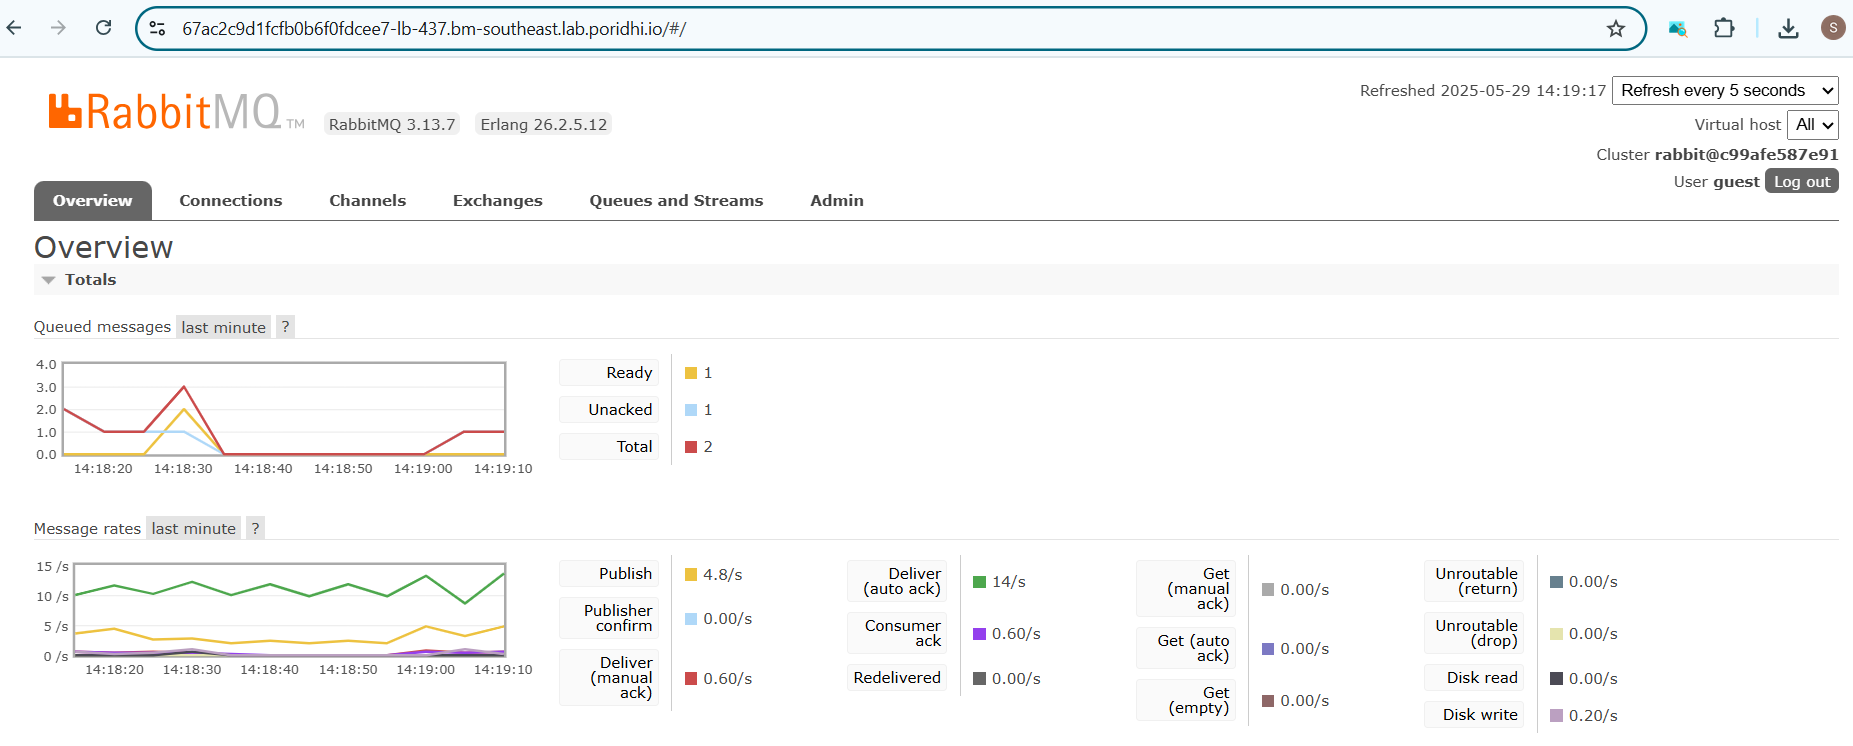 67ac2c9d1fcfb0b6f0fdcee7-lb-437.bm-southeast.lab.poridhi.io/#/
S
RabbitMQ TM
RabbitMQ 3.13.7
Erlang 26.2.5.12
Refreshed 2025-05-29 14:19:17 Refresh every 5 seconds
Virtual host All
Cluster rabbit@c99afe587e91
User guest Log out
Overview Connections Channels Exchanges Queues and Streams Admin
Overview
Totals
Queued messages last minute ?
4.0
3.0
2.0
1.0
0.0
14:18:20 14:18:30 14:18:40 14:18:50 14:19:00 14:19:10
Ready 1
Unacked 1
Total 2
Message rates last minute ?
15 /s
10 /s
5 /s
0 /s
14:18:20 14:18:30 14:18:40 14:18:50 14:19:00 14:19:10
Publish 4.8/s
Publisher
confirm 0.00/s
Deliver
(manual
ack) 0.60/s
Deliver
(auto ack) 14/s
Consumer
ack 0.60/s
Redelivered 0.00/s
Get
(manual
ack) 0.00/s
Get (auto
ack) 0.00/s
Get
(empty) 0.00/s
Unroutable
(return) 0.00/s
Unroutable
(drop) 0.00/s
Disk read 0.00/s
Disk write 0.20/s